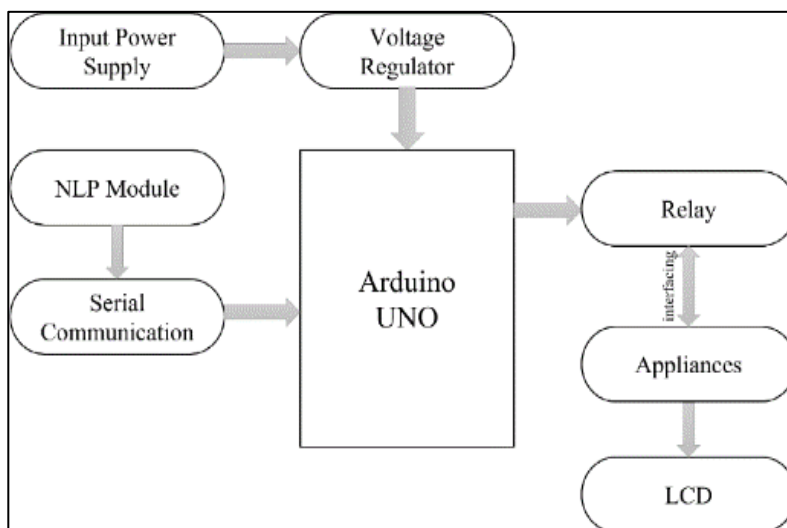 Input Power
Supply
Voltage
Regulator
NLP Module
Serial
Communication
Arduino
UNO
Relay
interfacing
Appliances
LCD